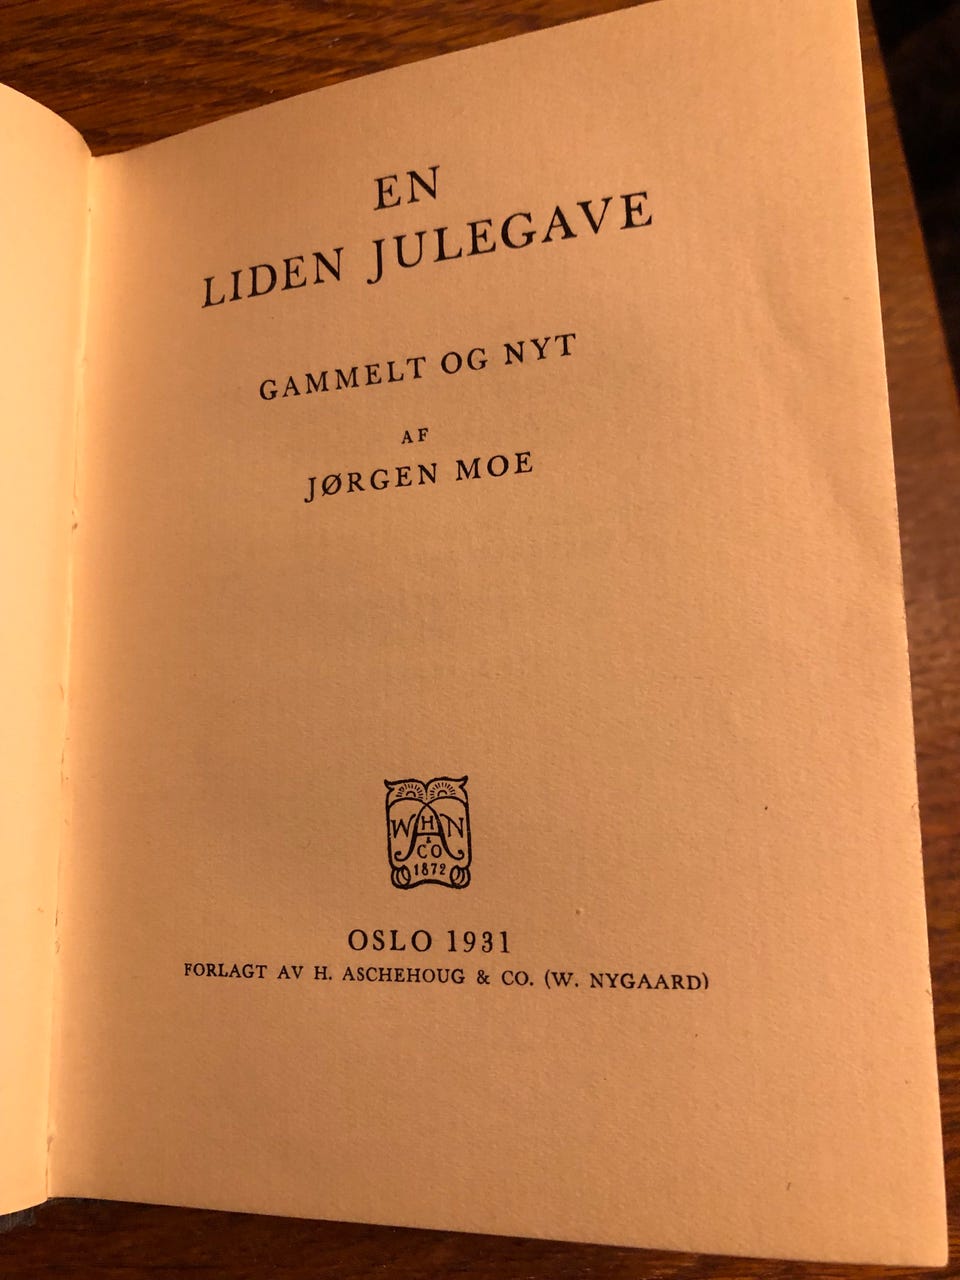 EN
LIDEN JULEGAVE
GAMMELT OG NYT
AF
JØRGEN MOE
W H N
&
CO
1872
OSLO 1931
FORLAGT AV H. ASCHEHOUG & CO. (W. NYGAARD)